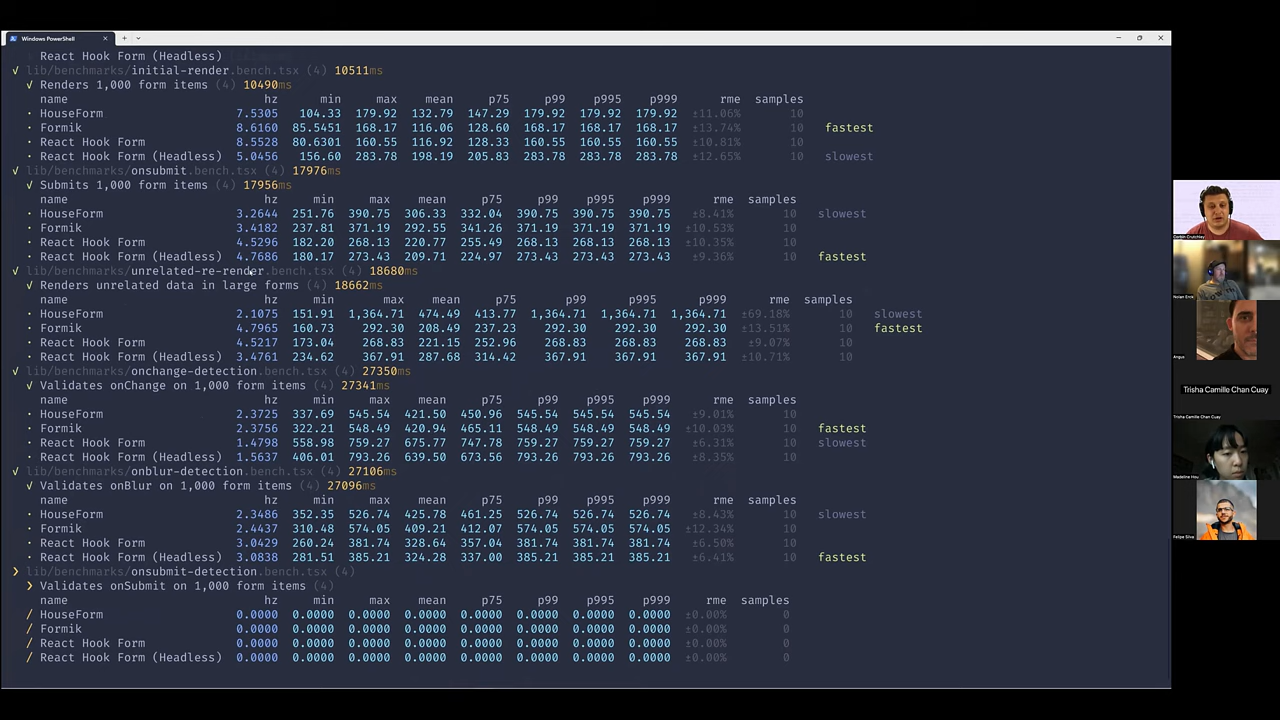 Windows PowerShell
React Hook Form (Headless)
√ lib/benchmarks/initial-render.bench.tsx (4) 10511ms
√ Renders 1,000 form items (4) 10490ms
name hz min max mean p75 p99 p995 p999 rme samples
· HouseForm 7.5305 104.33 179.92 132.79 147.29 179.92 179.92 179.92 ±11.06% 10
· Formik 8.6160 85.5451 168.17 116.06 128.60 168.17 168.17 168.17 ±13.74% 10 fastest
· React Hook Form 8.5528 80.6301 160.55 116.92 128.33 160.55 160.55 160.55 ±10.81% 10
· React Hook Form (Headless) 5.0456 156.60 283.78 198.19 205.83 283.78 283.78 283.78 ±12.65% 10 slowest
√ lib/benchmarks/onsubmit.bench.tsx (4) 17976ms
√ Submits 1,000 form items (4) 17956ms
name hz min max mean p75 p99 p995 p999 rme samples
· HouseForm 3.2644 251.76 390.75 306.33 332.04 390.75 390.75 390.75 ±8.41% 10 slowest
· Formik 3.4182 237.81 371.19 292.55 341.26 371.19 371.19 371.19 ±10.53% 10
· React Hook Form 4.5296 182.20 268.13 220.77 255.49 268.13 268.13 268.13 ±10.35% 10
· React Hook Form (Headless) 4.7686 180.17 273.43 209.71 224.97 273.43 273.43 273.43 ±9.36% 10 fastest
√ lib/benchmarks/unrelated-re-render.bench.tsx (4) 18680ms
√ Renders unrelated data in large forms (4) 18662ms
name hz min max mean p75 p99 p995 p999 rme samples
· HouseForm 2.1075 151.91 1,364.71 474.49 413.77 1,364.71 1,364.71 1,364.71 ±69.18% 10 slowest
· Formik 4.7965 160.73 292.30 208.49 237.23 292.30 292.30 292.30 ±13.51% 10 fastest
· React Hook Form 4.5217 173.04 268.83 221.15 252.96 268.83 268.83 268.83 ±9.07% 10
· React Hook Form (Headless) 3.4761 234.62 367.91 287.68 314.42 367.91 367.91 367.91 ±10.71% 10
√ lib/benchmarks/onchange-detection.bench.tsx (4) 27350ms
√ Validates onChange on 1,000 form items (4) 27341ms
name hz min max mean p75 p99 p995 p999 rme samples
· HouseForm 2.3725 337.69 545.54 421.50 450.96 545.54 545.54 545.54 ±9.01% 10
· Formik 2.3756 322.21 548.49 420.94 465.11 548.49 548.49 548.49 ±10.03% 10 fastest
· React Hook Form 1.4798 558.98 759.27 675.77 747.78 759.27 759.27 759.27 ±6.31% 10 slowest
· React Hook Form (Headless) 1.5637 406.01 793.26 639.50 673.56 793.26 793.26 793.26 ±8.35% 10
√ lib/benchmarks/onblur-detection.bench.tsx (4) 27106ms
√ Validates onBlur on 1,000 form items (4) 27096ms
name hz min max mean p75 p99 p995 p999 rme samples
· HouseForm 2.3486 352.35 526.74 425.78 461.25 526.74 526.74 526.74 ±8.43% 10 slowest
· Formik 2.4437 310.48 574.05 409.21 412.07 574.05 574.05 574.05 ±12.34% 10
· React Hook Form 3.0429 260.24 381.74 328.64 357.04 381.74 381.74 381.74 ±6.50% 10
· React Hook Form (Headless) 3.0838 281.51 385.21 324.28 337.00 385.21 385.21 385.21 ±6.41% 10 fastest
❯ lib/benchmarks/onsubmit-detection.bench.tsx (4)
❯ Validates onSubmit on 1,000 form items (4)
name hz min max mean p75 p99 p995 p999 rme samples
/ HouseForm 0.0000 0.0000 0.0000 0.0000 0.0000 0.0000 0.0000 0.0000 ±0.00% 0
/ Formik 0.0000 0.0000 0.0000 0.0000 0.0000 0.0000 0.0000 0.0000 ±0.00% 0
/ React Hook Form 0.0000 0.0000 0.0000 0.0000 0.0000 0.0000 0.0000 0.0000 ±0.00% 0
/ React Hook Form (Headless) 0.0000 0.0000 0.0000 0.0000 0.0000 0.0000 0.0000 0.0000 ±0.00% 0
Corbin Crutchley
Nolan Erck
Angus
Trisha Camille Chan Cuay
Trisha Camille Chan Cuay
Madeline Hou
Felipe Silva